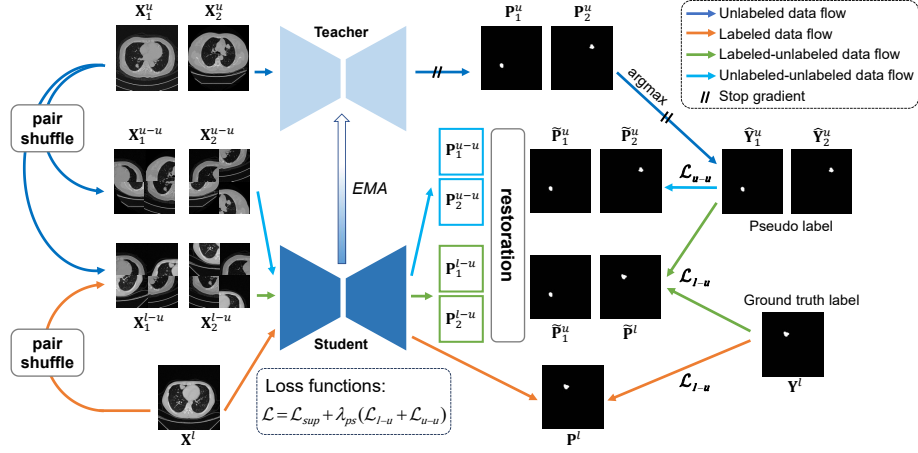 X₁ᵘ X₂ᵘ
Teacher
P₁ᵘ P₂ᵘ
Unlabeled data flow
Labeled data flow
Labeled-unlabeled data flow
Unlabeled-unlabeled data flow
Stop gradient
argmax
pair
shuffle
X₁ᵘ⁻ᵘ X₂ᵘ⁻ᵘ
EMA
P₁ᵘ⁻ᵘ
P₂ᵘ⁻ᵘ
restoration
P̃₁ᵘ P̃₂ᵘ
ℒᵤ₋ᵤ
Ŷ₁ᵘ Ŷ₂ᵘ
Pseudo label
X₁ˡ⁻ᵘ X₂ˡ⁻ᵘ
P₁ˡ⁻ᵘ
P₂ˡ⁻ᵘ
P̃₁ᵘ P̃ˡ
ℒₗ₋ᵤ
Ground truth label
Yˡ
pair
shuffle
Xˡ
Student
Loss functions:
ℒ = ℒ_sup + λ_ps(ℒₗ₋ᵤ + ℒᵤ₋ᵤ)
Pˡ
ℒₗ₋ᵤ